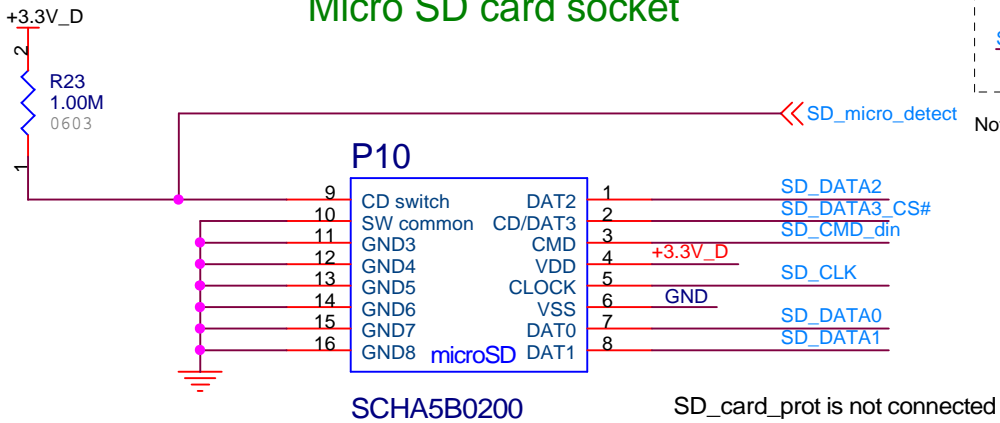 Micro SD card socket
+3.3V_D
2
R23
1.00M
0603
1
SD_micro_detect
No
P10
9 CD switch DAT2 1 SD_DATA2
10 SW common CD/DAT3 2 SD_DATA3_CS#
11 GND3 CMD 3 SD_CMD_din
12 GND4 VDD 4 +3.3V_D
13 GND5 CLOCK 5 SD_CLK
14 GND6 VSS 6 GND
15 GND7 DAT0 7 SD_DATA0
16 GND8 microSD DAT1 8 SD_DATA1
SCHA5B0200
SD_card_prot is not connected